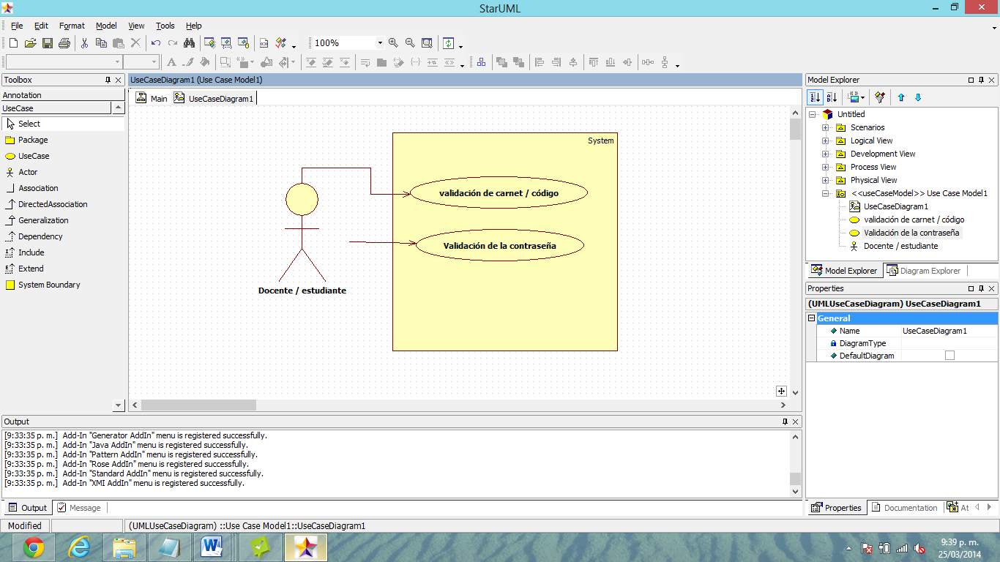 StarUML
File Edit Format Model View Tools Help
100%
Toolbox
Annotation
UseCase
Select
Package
UseCase
Actor
Association
DirectedAssociation
Generalization
Dependency
Include
Extend
System Boundary
UseCaseDiagram1 (Use Case Model1)
Main UseCaseDiagram1
System
validación de carnet / código
Validación de la contraseña
Docente / estudiante
Model Explorer
Untitled
Scenarios
Logical View
Development View
Process View
Physical View
<<useCaseModel>> Use Case Model1
UseCaseDiagram1
validación de carnet / código
Validación de la contraseña
Docente / estudiante
Model Explorer Diagram Explorer
Properties
(UMLUseCaseDiagram) UseCaseDiagram1
General
Name UseCaseDiagram1
DiagramType
DefaultDiagram
Properties Documentation At
Output
[9:33:35 p. m.] Add-In "Generator AddIn" menu is registered successfully.
[9:33:35 p. m.] Add-In "Java AddIn" menu is registered successfully.
[9:33:35 p. m.] Add-In "Pattern AddIn" menu is registered successfully.
[9:33:35 p. m.] Add-In "Rose AddIn" menu is registered successfully.
[9:33:35 p. m.] Add-In "Standard AddIn" menu is registered successfully.
[9:33:35 p. m.] Add-In "XMI AddIn" menu is registered successfully.
Output Message
Modified (UMLUseCaseDiagram) ::Use Case Model1::UseCaseDiagram1
9:39 p. m.
25/03/2014